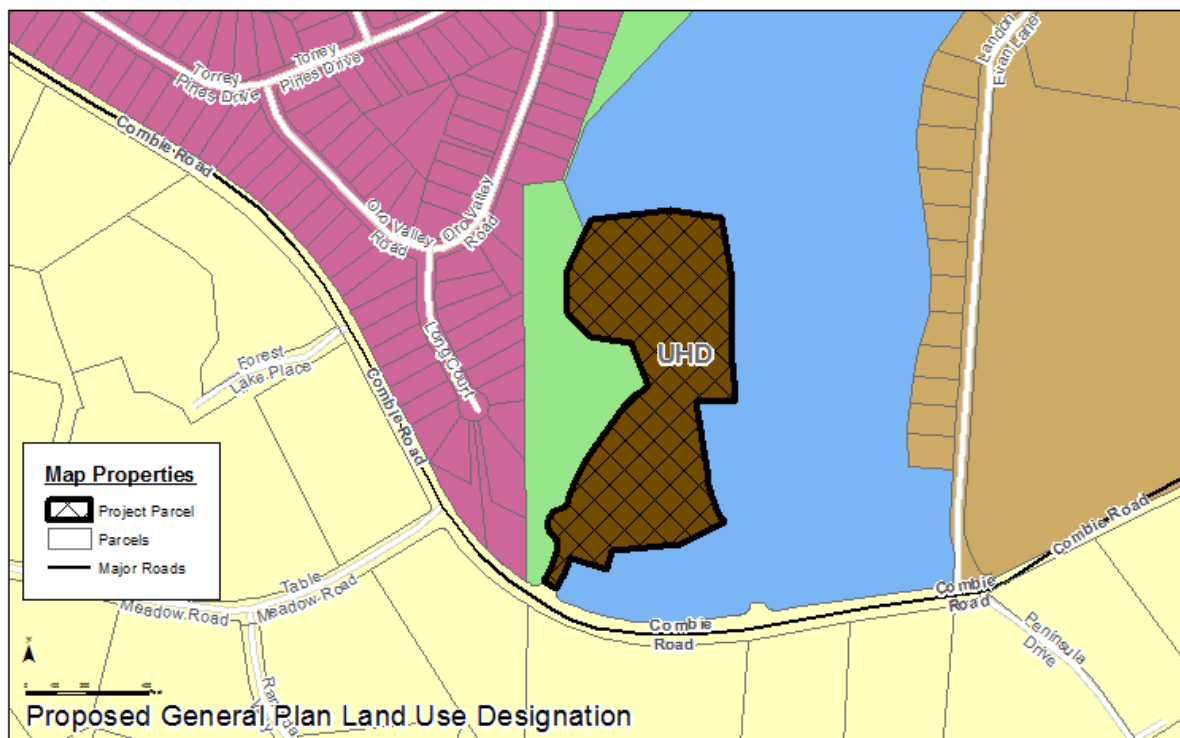 Torrey
Pines Drive
Torrey
Pines Drive
Landon
Evan Lane
Combie Road
Oro Valley
Road
Oro Valley
Road
Long Court
UHD
Forest
Lake Place
Combie Road
Map Properties
Project Parcel
Parcels
Major Roads
Table
Meadow Road
Meadow Road
Combie Road
Combie
Road
Combie
Road
Peninsula
Drive
Way
Proposed General Plan Land Use Designation